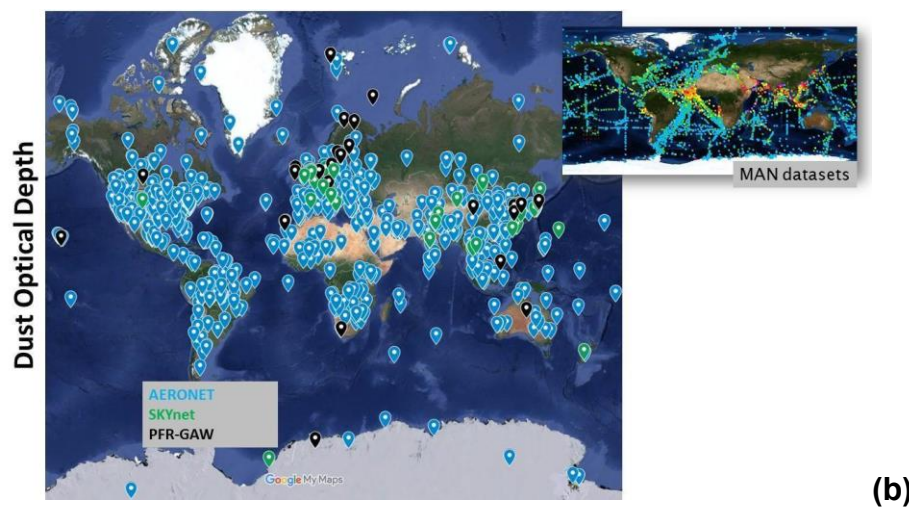 Dust Optical Depth
MAN datasets
AERONET
SKYnet
PFR-GAW
Google My Maps
(b)